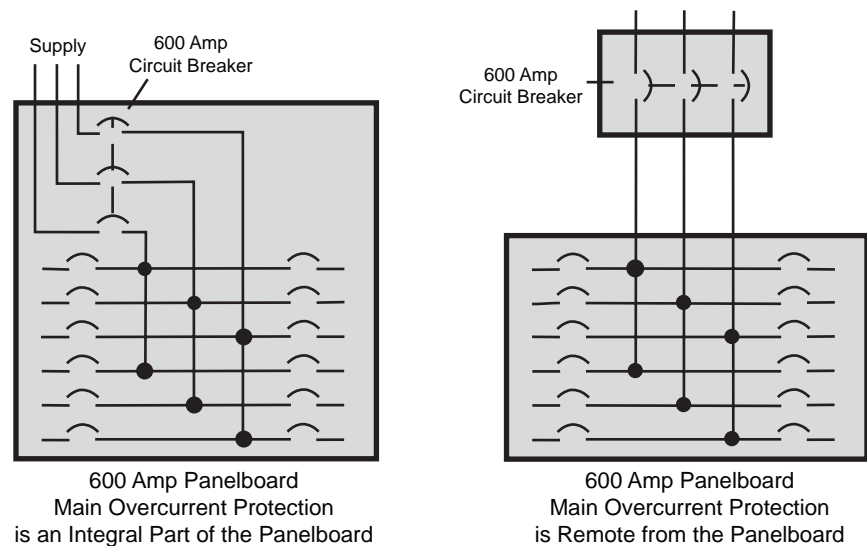 Supply
600 Amp
Circuit Breaker
600 Amp Panelboard
Main Overcurrent Protection
is an Integral Part of the Panelboard
600 Amp
Circuit Breaker
600 Amp Panelboard
Main Overcurrent Protection
is Remote from the Panelboard